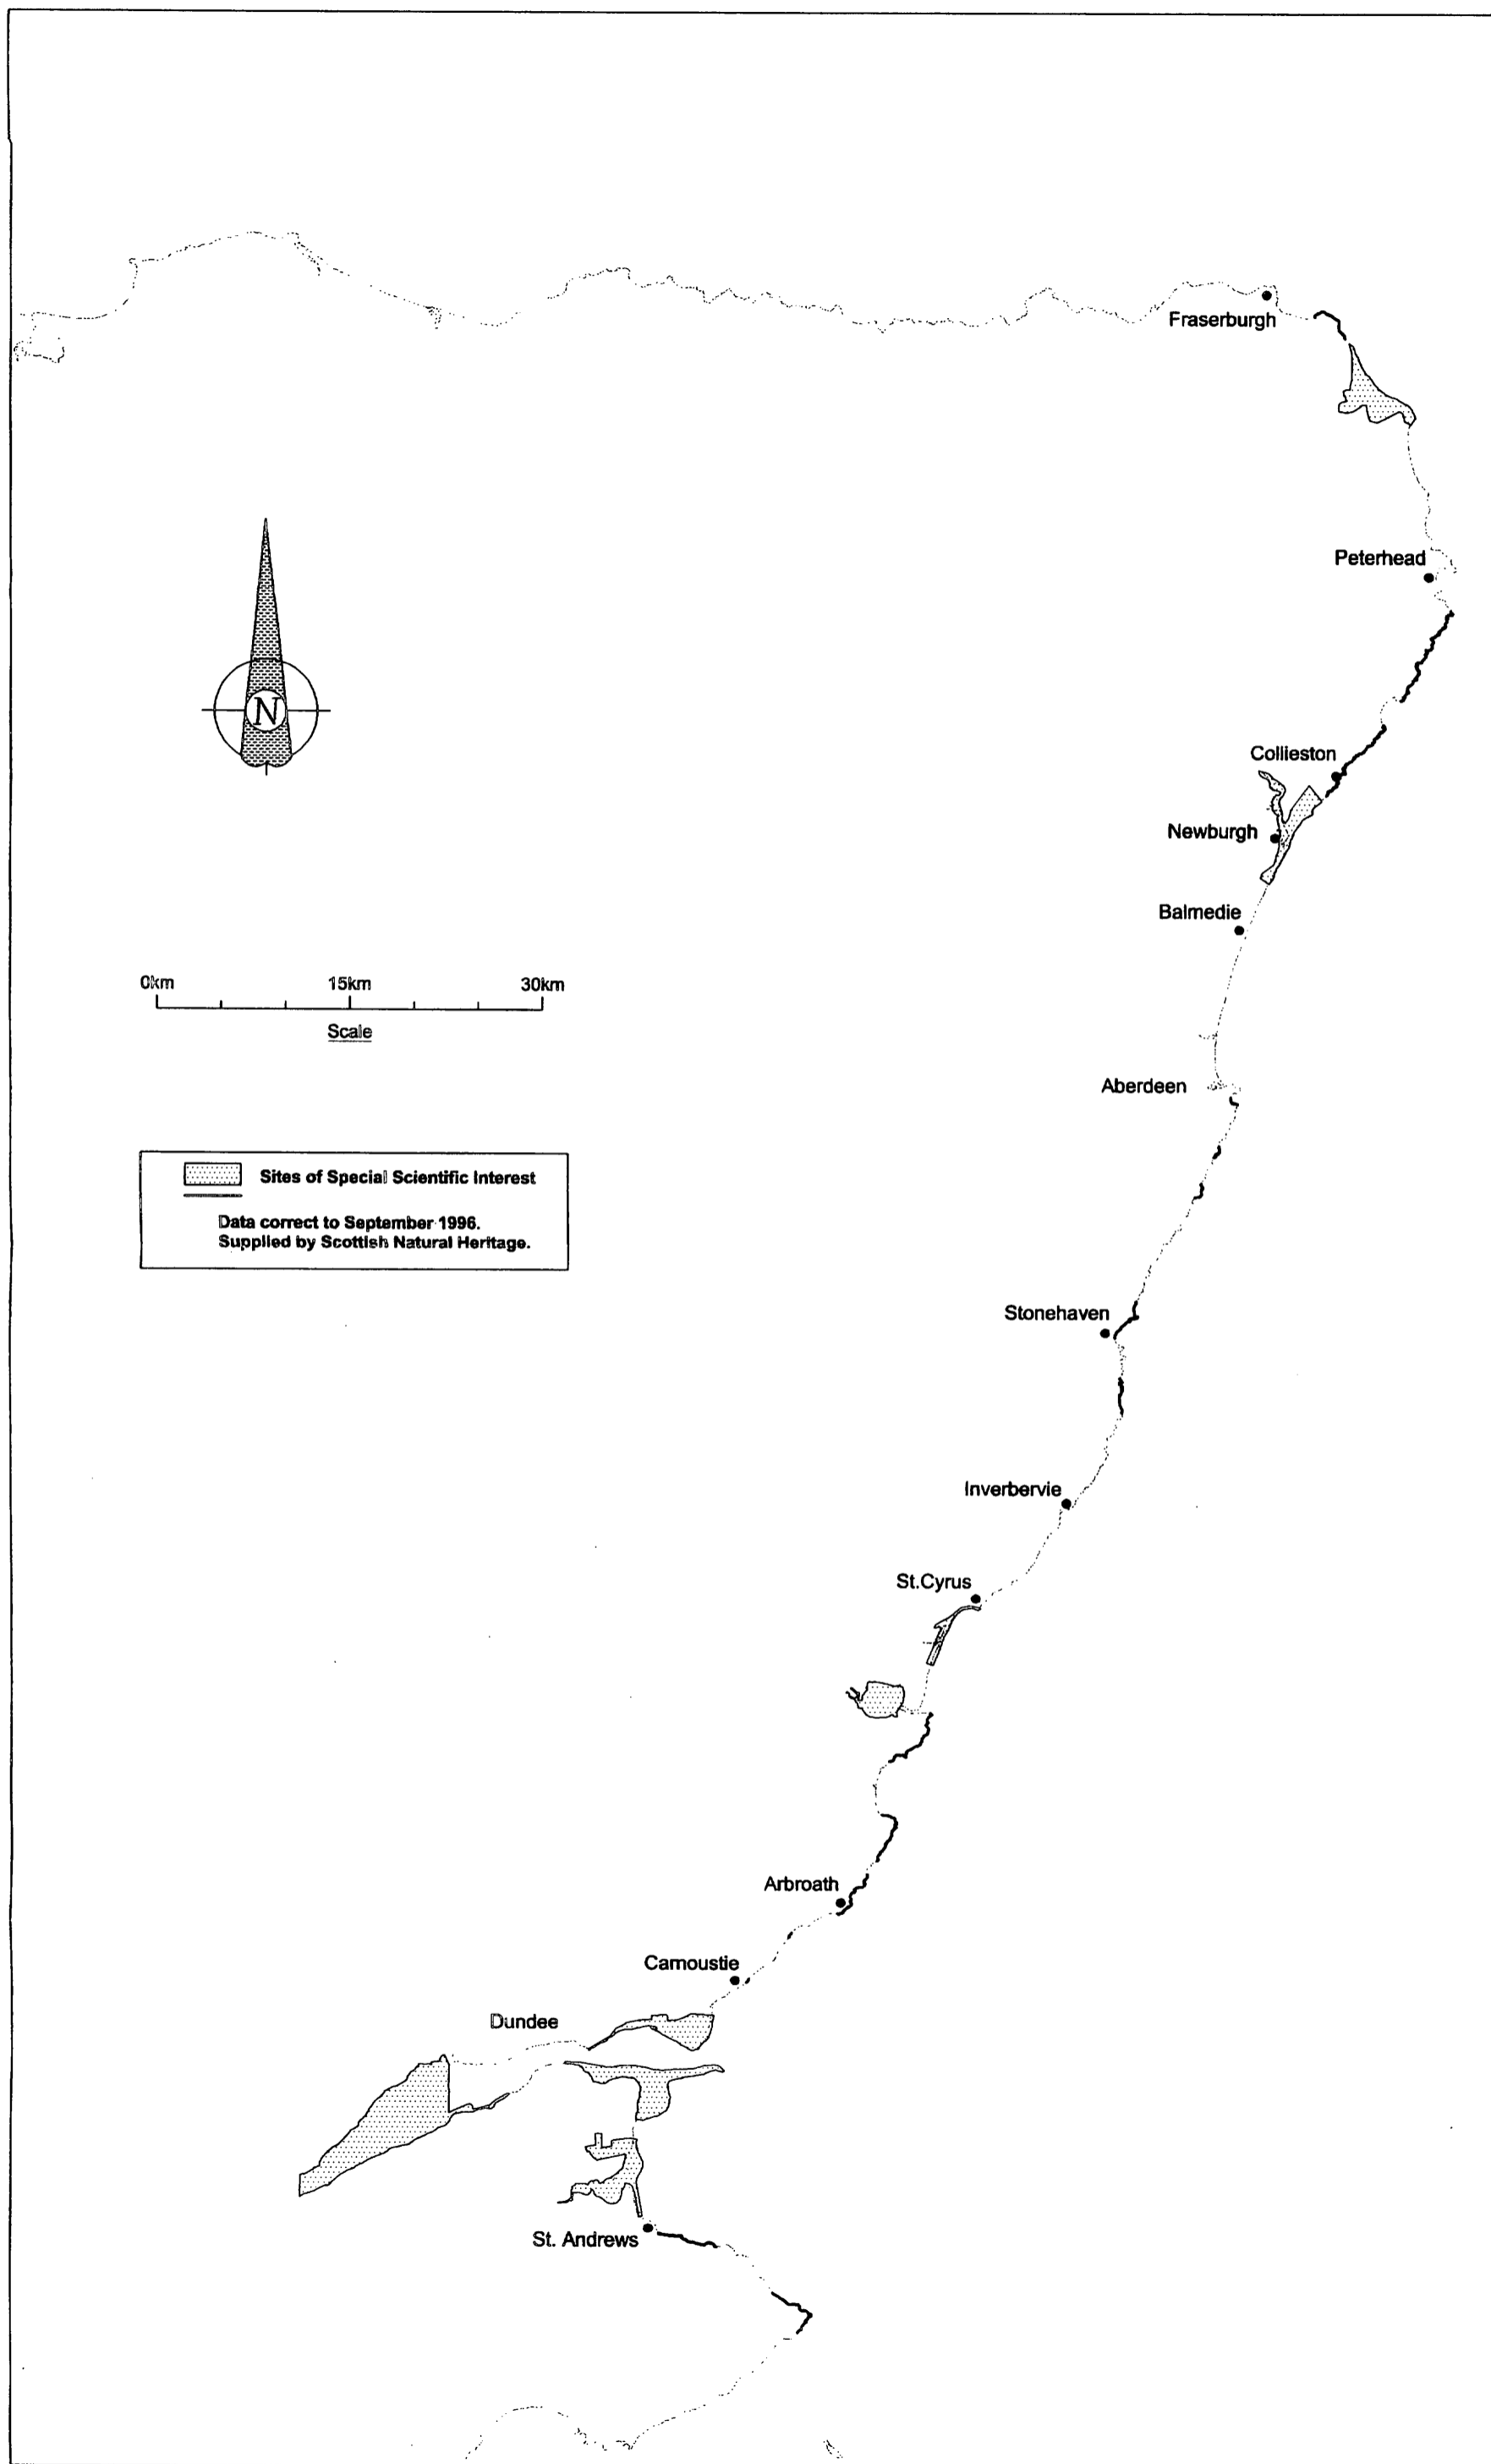 Fraserburgh
Peterhead
N
Collieston
Newburgh
Balmedie
0km 15km 30km
Scale
Aberdeen
Sites of Special Scientific Interest
Data correct to September 1996.
Supplied by Scottish Natural Heritage.
Stonehaven
Inverbervie
St.Cyrus
Arbroath
Carnoustie
Dundee
St. Andrews